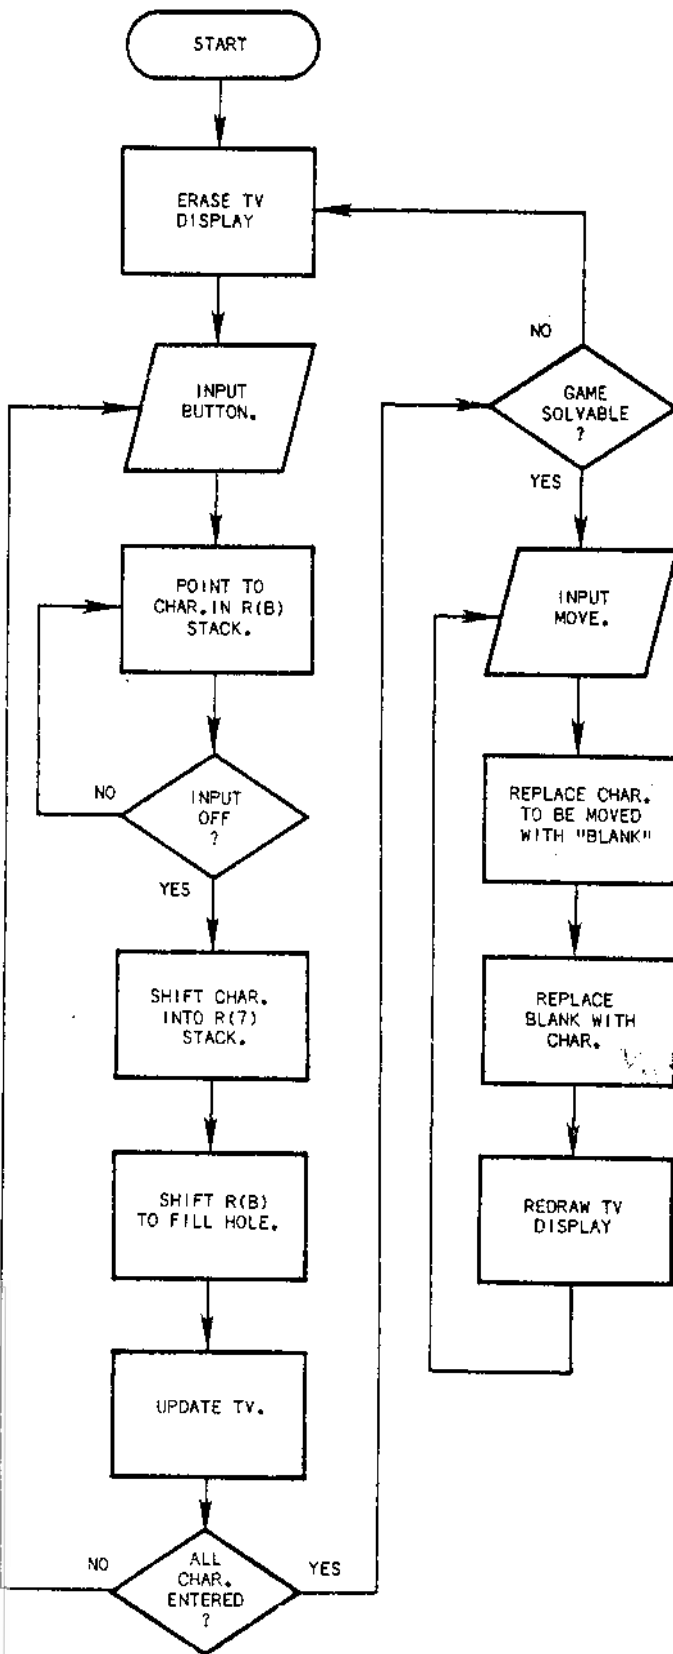 START
ERASE TV
DISPLAY
INPUT
BUTTON.
POINT TO
CHAR. IN R(B)
STACK.
NO
INPUT
OFF
?
YES
SHIFT CHAR.
INTO R(7)
STACK.
SHIFT R(B)
TO FILL HOLE.
UPDATE TV.
NO
ALL
CHAR.
ENTERED
?
YES
NO
GAME
SOLVABLE
?
YES
INPUT
MOVE.
REPLACE CHAR.
TO BE MOVED
WITH "BLANK"
REPLACE
BLANK WITH
CHAR.
REDRAW TV
DISPLAY